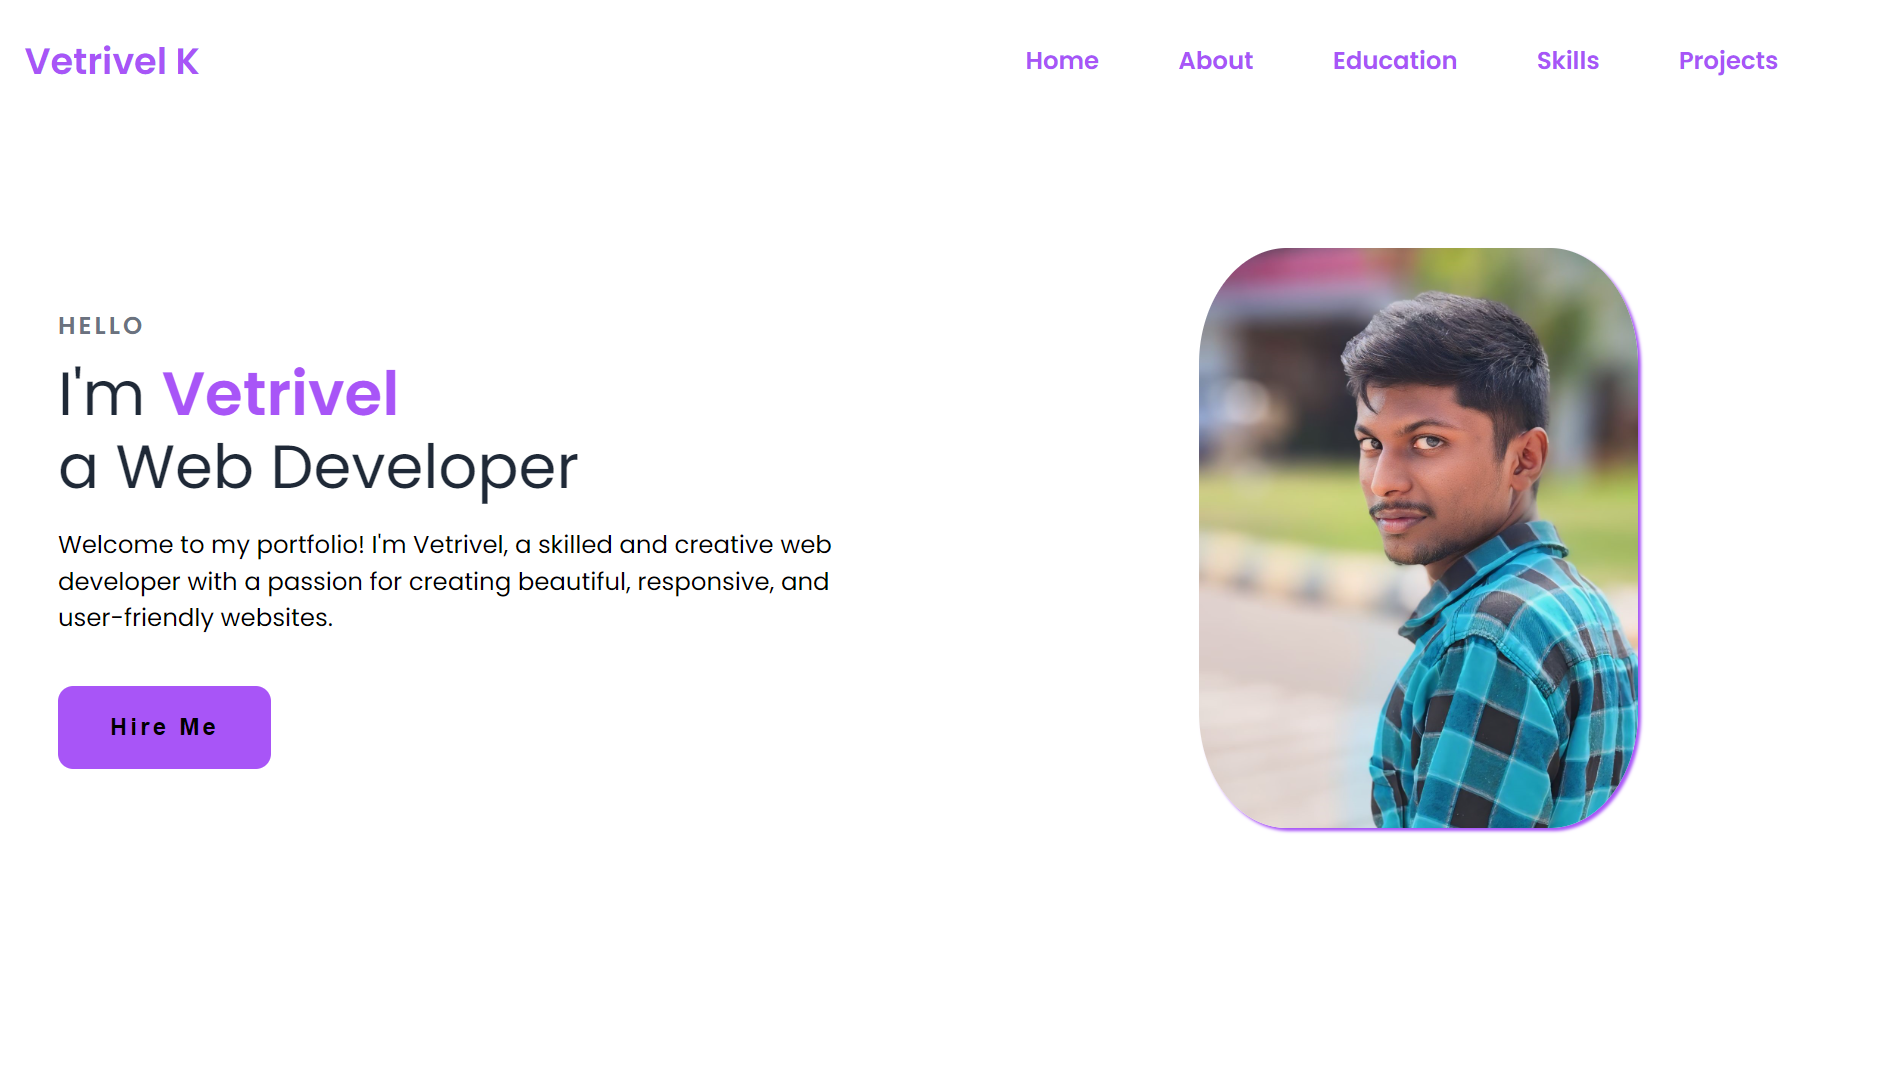 Vetrivel K
Home About Education Skills Projects
HELLO
I'm Vetrivel
a Web Developer
Welcome to my portfolio! I'm Vetrivel, a skilled and creative web
developer with a passion for creating beautiful, responsive, and
user-friendly websites.
Hire Me